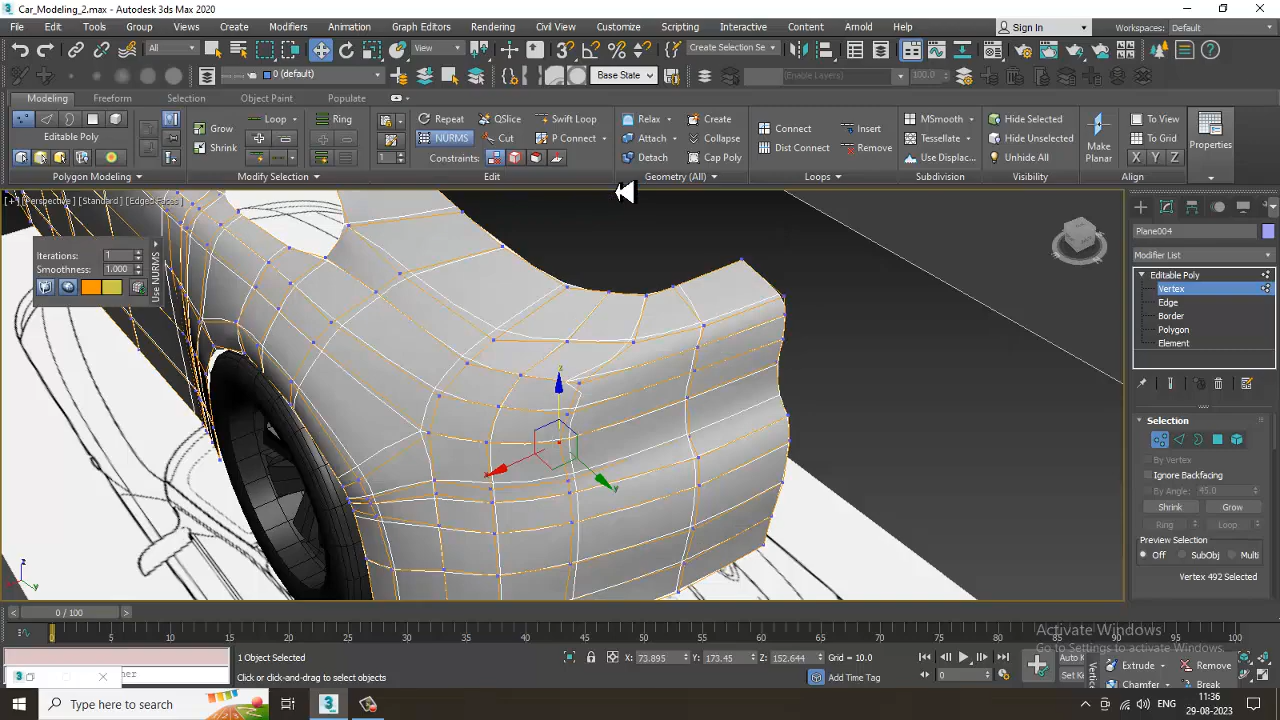 Car_Modeling_2.max - Autodesk 3ds Max 2020
File Edit Tools Group Views Create Modifiers Animation Graph Editors Rendering Civil View Customize Scripting Interactive Content Arnold Help
Sign In
Workspaces: Default
All
View
Create Selection Se
0 (default)
Base State
(Enable Layers)
100.0
Modeling Freeform Selection Object Paint Populate
Editable Poly
Polygon Modeling
Grow
Shrink
Loop
Ring
Modify Selection
1
Repeat
QSlice
Swift Loop
NURMS
Cut
P Connect
Constraints:
Edit
Relax
Create
Attach
Collapse
Detach
Cap Poly
Geometry (All)
Connect
Insert
Dist Connect
Remove
Loops
MSmooth
Tessellate
Use Displac...
Subdivision
Hide Selected
Hide Unselected
Unhide All
Visibility
Make
Planar
To View
To Grid
X Y Z
Align
Properties
[+] [Perspective ] [Standard ] [Edged Faces ]
Iterations: 1
Smoothness: 1.000
Use NURMS
z
x
y
Plane004
Modifier List
Editable Poly
Vertex
Edge
Border
Polygon
Element
Selection
By Vertex
Ignore Backfacing
By Angle: 45.0
Shrink Grow
Ring Loop
Preview Selection
Off SubObj Multi
Vertex 492 Selected
0 / 100
0 5 10 15 20 25 30 35 40 45 50 55 60 65 70 75 80 85 90 95 100
Activate Windows
Go to Settings to activate Windows.
1 Object Selected
Click or click-and-drag to select objects
X: 73.895 Y: 173.45 Z: 152.644 Grid = 10.0
Add Time Tag
0
Auto K
Set K
Extrude
Remove
Chamfer
Break
Type here to search
ENG
11:36
29-08-2023